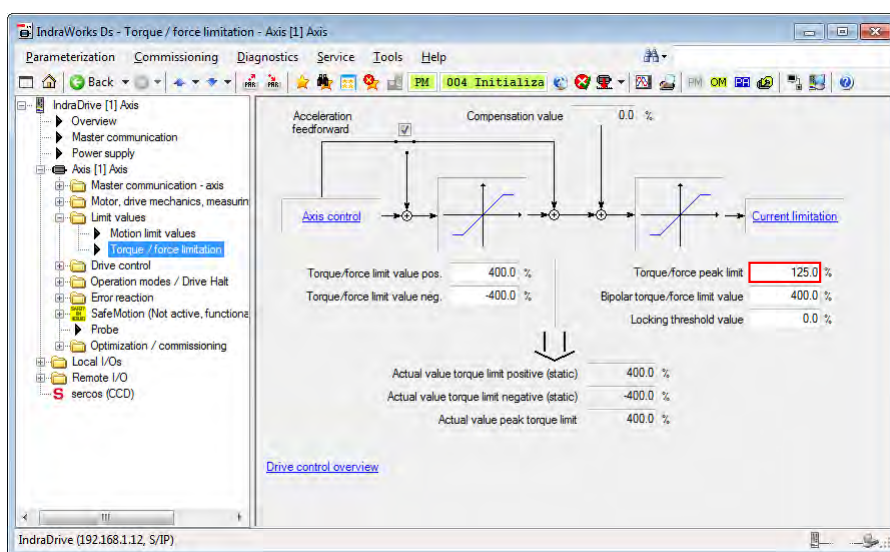 IndraWorks Ds - Torque / force limitation - Axis [1] Axis
Parameterization Commissioning Diagnostics Service Tools Help
Back PM 004 Initializa PM OM
IndraDrive [1] Axis
Overview
Master communication
Power supply
Axis [1] Axis
Master communication - axis
Motor, drive mechanics, measurin
Limit values
Motion limit values
Torque / force limitation
Drive control
Operation modes / Drive Halt
Error reaction
SafeMotion (Not active, functiona
Probe
Optimization / commissioning
Local I/Os
Remote I/O
S sercos (CCD)
Acceleration
feedforward
Compensation value 0.0 %
Axis control
Current limitation
Torque/force limit value pos. 400.0 %
Torque/force limit value neg. -400.0 %
Torque/force peak limit 125.0 %
Bipolar torque/force limit value 400.0 %
Locking threshold value 0.0 %
Actual value torque limit positive (static) 400.0 %
Actual value torque limit negative (static) -400.0 %
Actual value peak torque limit 400.0 %
Drive control overview
IndraDrive (192.168.1.12, S/IP)